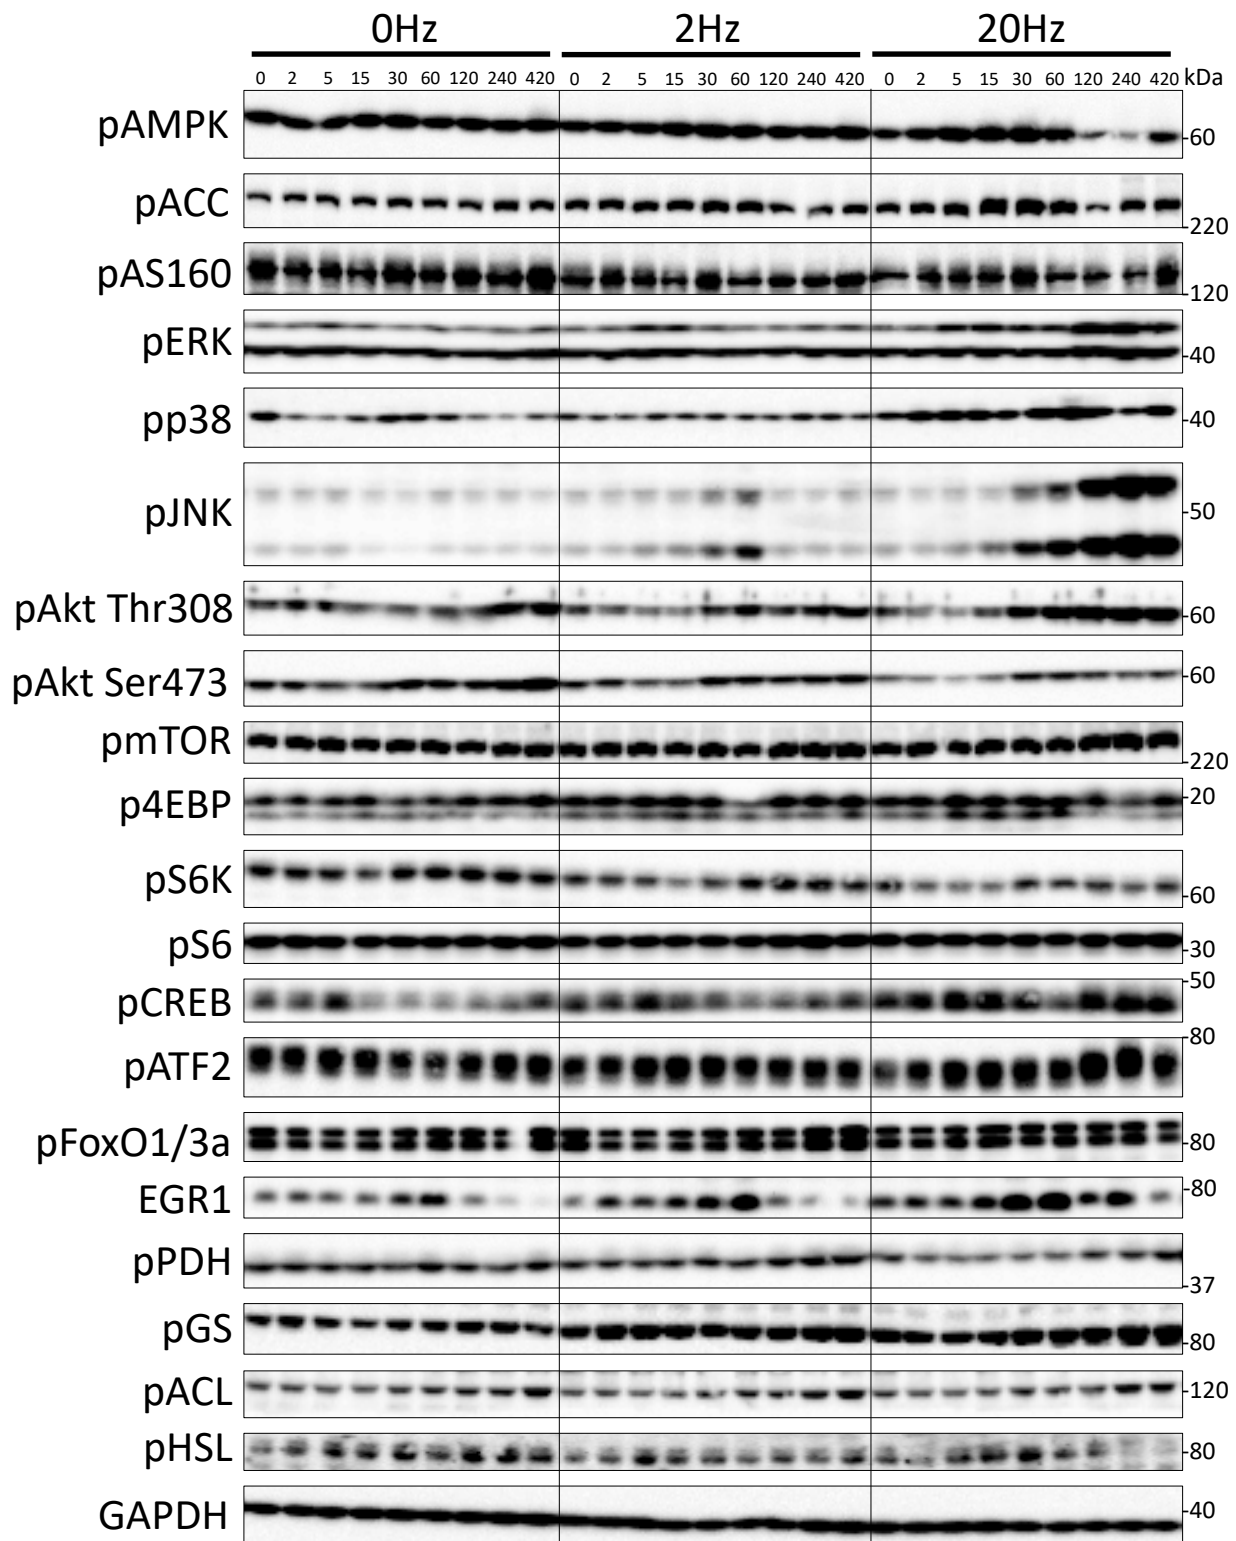 0Hz 2Hz 20Hz
0 2 5 15 30 60 120 240 420 0 2 5 15 30 60 120 240 420 0 2 5 15 30 60 120 240 420 kDa
pAMPK -60
pACC -220
pAS160 -120
pERK -40
pp38 -40
pJNK -50
pAkt Thr308 -60
pAkt Ser473 -60
pmTOR -220
p4EBP -20
pS6K -60
pS6 -30
pCREB -50
pATF2 -80
pFoxO1/3a -80
EGR1 -80
pPDH -37
pGS -80
pACL -120
pHSL -80
GAPDH -40